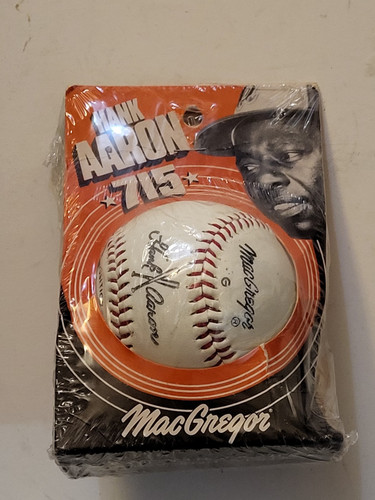 HANK
AARON
715
Hank Aaron
MacGregor
G
R
MacGregor